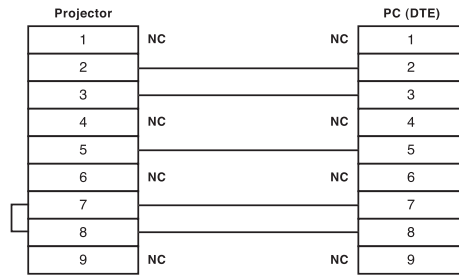 Projector PC (DTE)
1 NC NC 1
2 2
3 3
4 NC NC 4
5 5
6 NC NC 6
7 7
8 8
9 NC NC 9